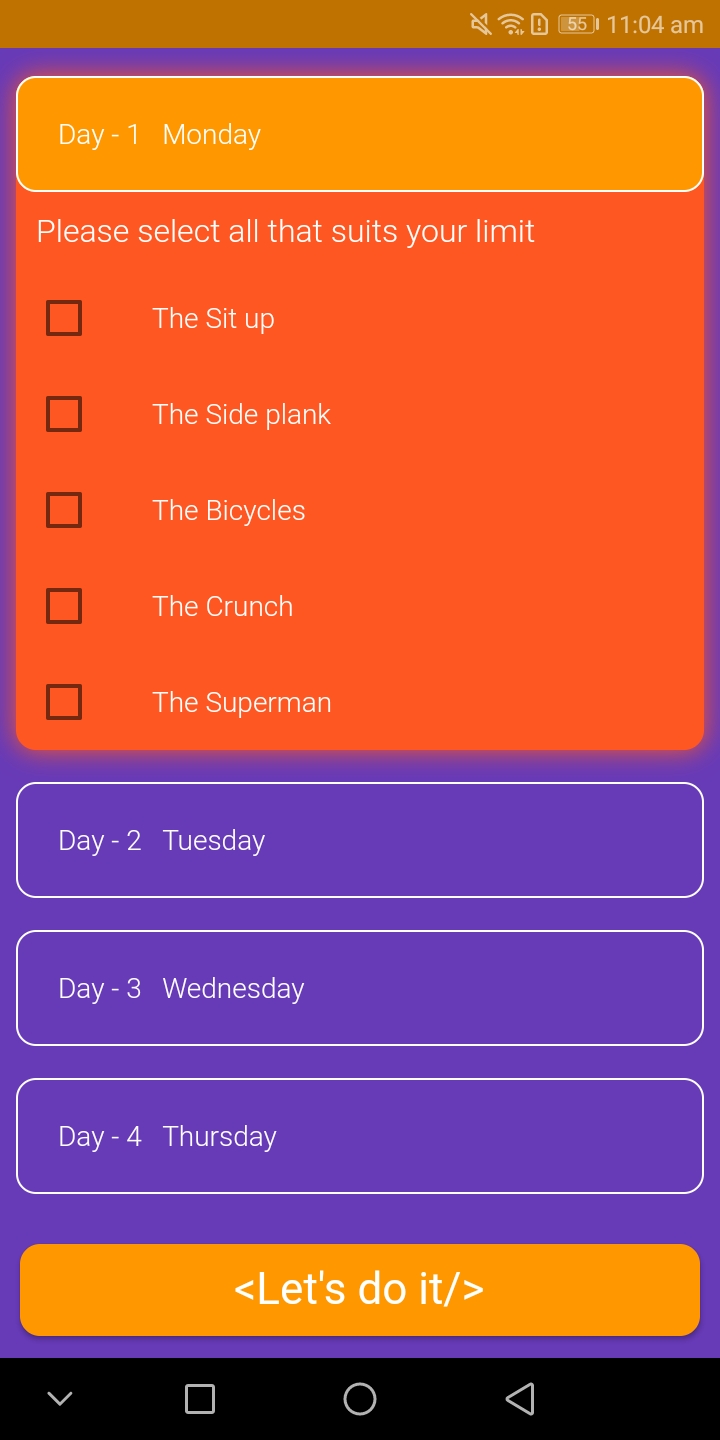 55 11:04 am
Day - 1 Monday
Please select all that suits your limit
The Sit up
The Side plank
The Bicycles
The Crunch
The Superman
Day - 2 Tuesday
Day - 3 Wednesday
Day - 4 Thursday
<Let's do it/>